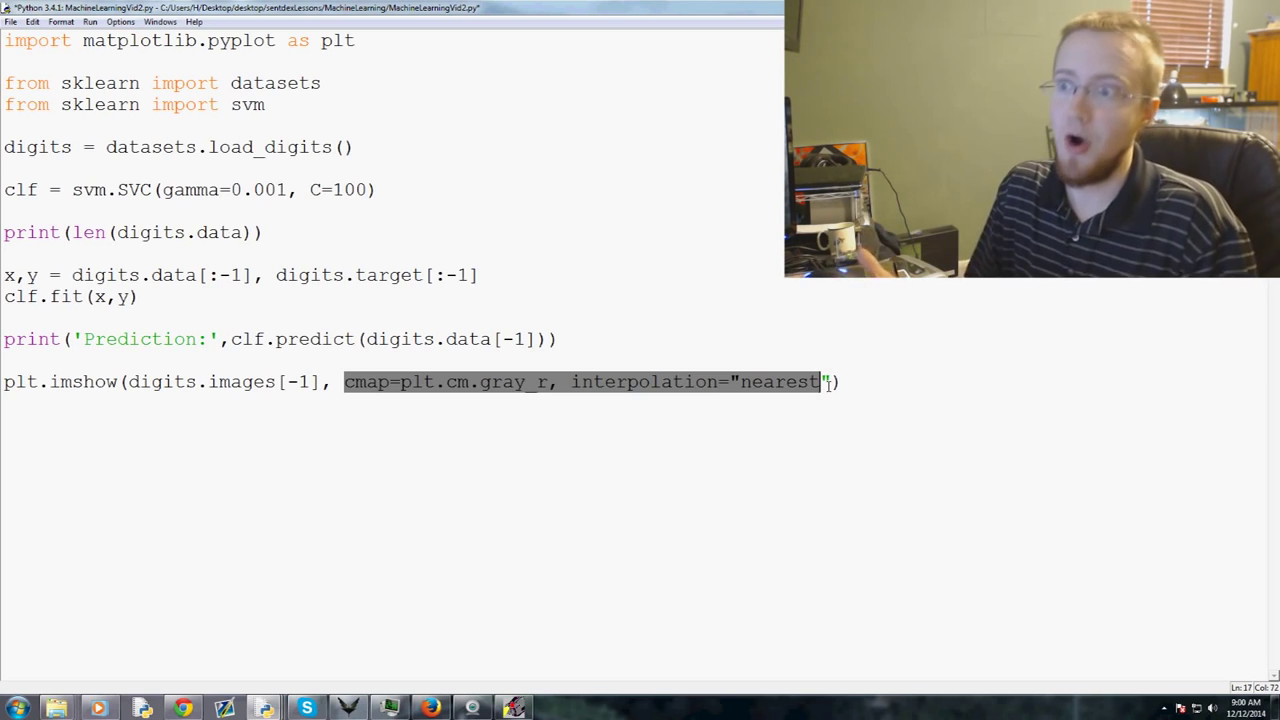 *Python 3.4.1: MachineLearningVid2.py - C:/Users/H/Desktop/desktop/sentdexLessons/MachineLearning/MachineLearningVid2.py*
File Edit Format Run Options Windows Help
import matplotlib.pyplot as plt
from sklearn import datasets
from sklearn import svm
digits = datasets.load_digits()
clf = svm.SVC(gamma=0.001, C=100)
print(len(digits.data))
x,y = digits.data[:-1], digits.target[:-1]
clf.fit(x,y)
print('Prediction:',clf.predict(digits.data[-1]))
plt.imshow(digits.images[-1], cmap=plt.cm.gray_r, interpolation="nearest")
Ln: 17 Col: 72
9:00 AM
12/12/2014